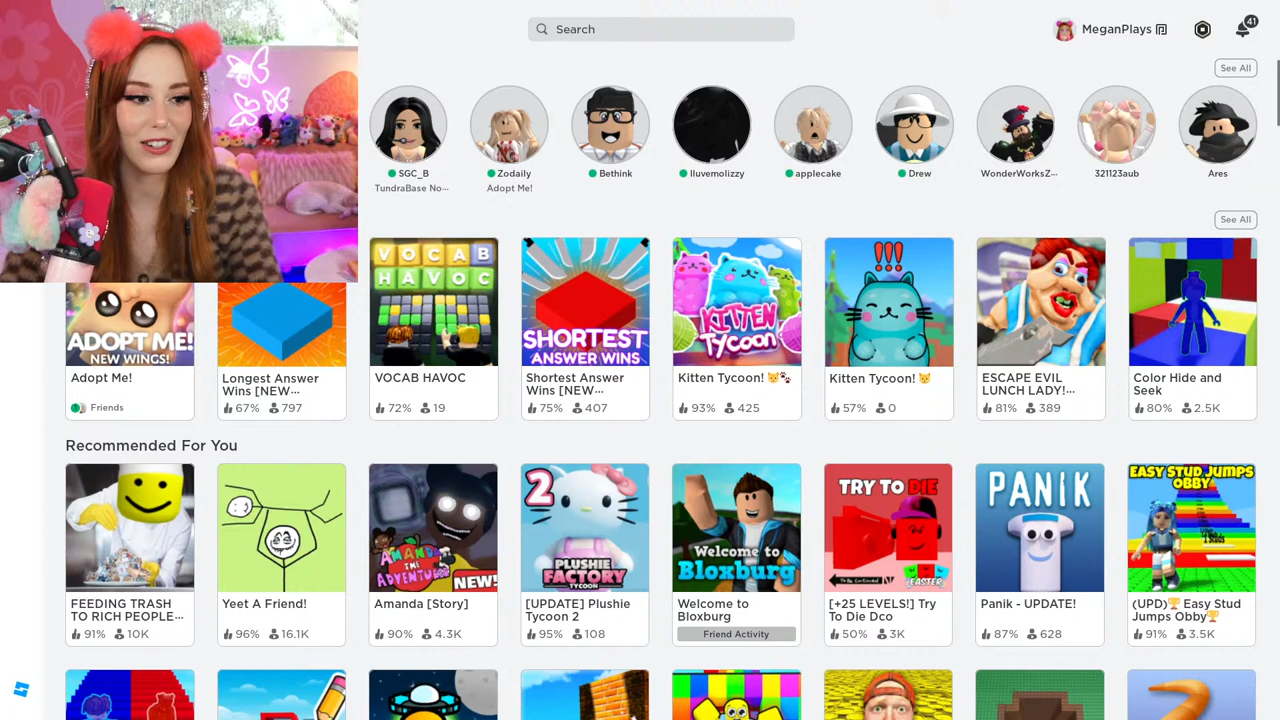 Search
MeganPlays
41
See All
SGC_B
Zodaily
Bethink
Iluvemolizzy
applecake
Drew
WonderWorksZ...
321123aub
Ares
TundraBase No...
Adopt Me!
See All
ADOPT ME!
NEW WINGS!
VOCAB
HAVOC
SHORTEST
ANSWER WINS
KITTEN
TYCOON
!!!
Adopt Me!
Friends
Longest Answer
Wins [NEW...
67% 797
VOCAB HAVOC
72% 19
Shortest Answer
Wins [NEW...
75% 407
Kitten Tycoon! 🐱🐾
93% 425
Kitten Tycoon! 🐱
57% 0
ESCAPE EVIL
LUNCH LADY!...
81% 389
Color Hide and
Seek
80% 2.5K
Recommended For You
AMANDA
THE
ADVENTURER
NEW!
2
PLUSHIE
FACTORY
TYCOON
Welcome to
Bloxburg
TRY TO DIE
To Be Continued
EASTER
PANIK
EASY STUD JUMPS
OBBY
FEEDING TRASH
TO RICH PEOPLE...
91% 10K
Yeet A Friend!
96% 16.1K
Amanda [Story]
90% 4.3K
[UPDATE] Plushie
Tycoon 2
95% 108
Welcome to
Bloxburg
Friend Activity
[+25 LEVELS!] Try
To Die Dco
50% 3K
Panik - UPDATE!
87% 628
(UPD)🏆 Easy Stud
Jumps Obby🏆
91% 3.5K